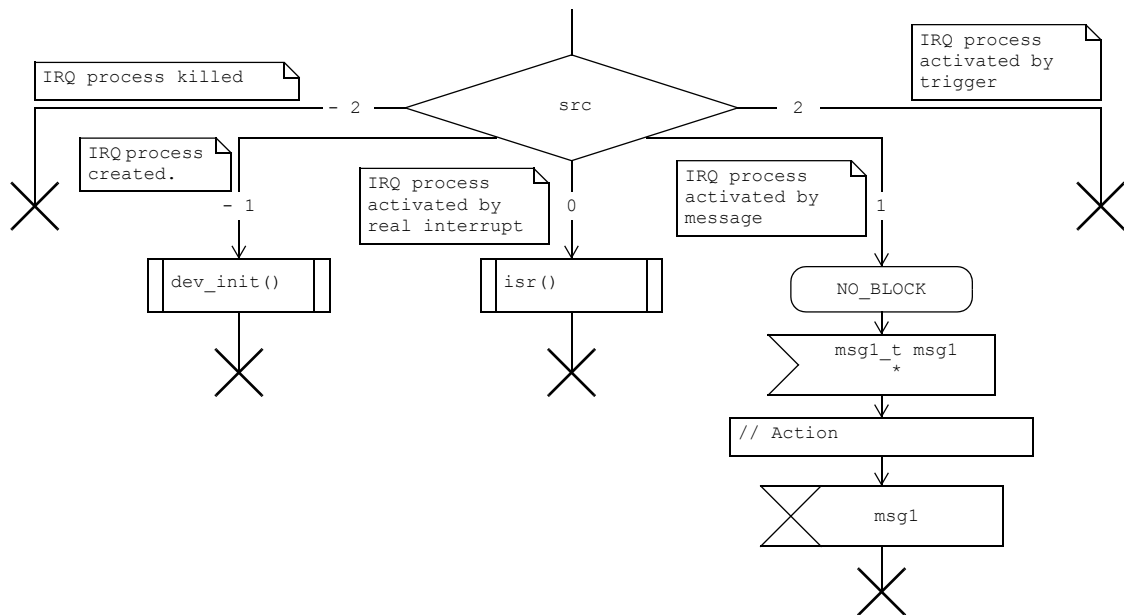 IRQ process killed
src
IRQ process
activated by
trigger
- 2
2
IRQ process
created.
- 1
IRQ process
activated by
real interrupt
0
IRQ process
activated by
message
1
dev_init()
isr()
NO_BLOCK
msg1_t msg1
*
// Action
msg1